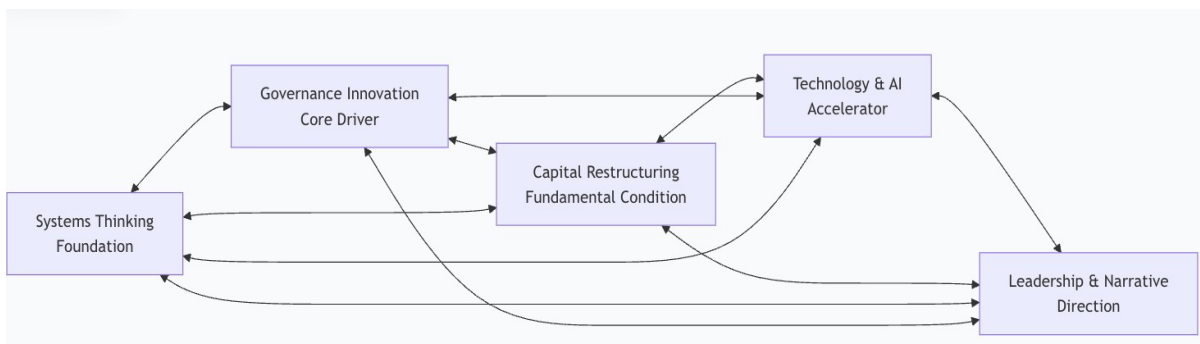 Governance Innovation
Core Driver
Technology & AI
Accelerator
Capital Restructuring
Fundamental Condition
Systems Thinking
Foundation
Leadership & Narrative
Direction